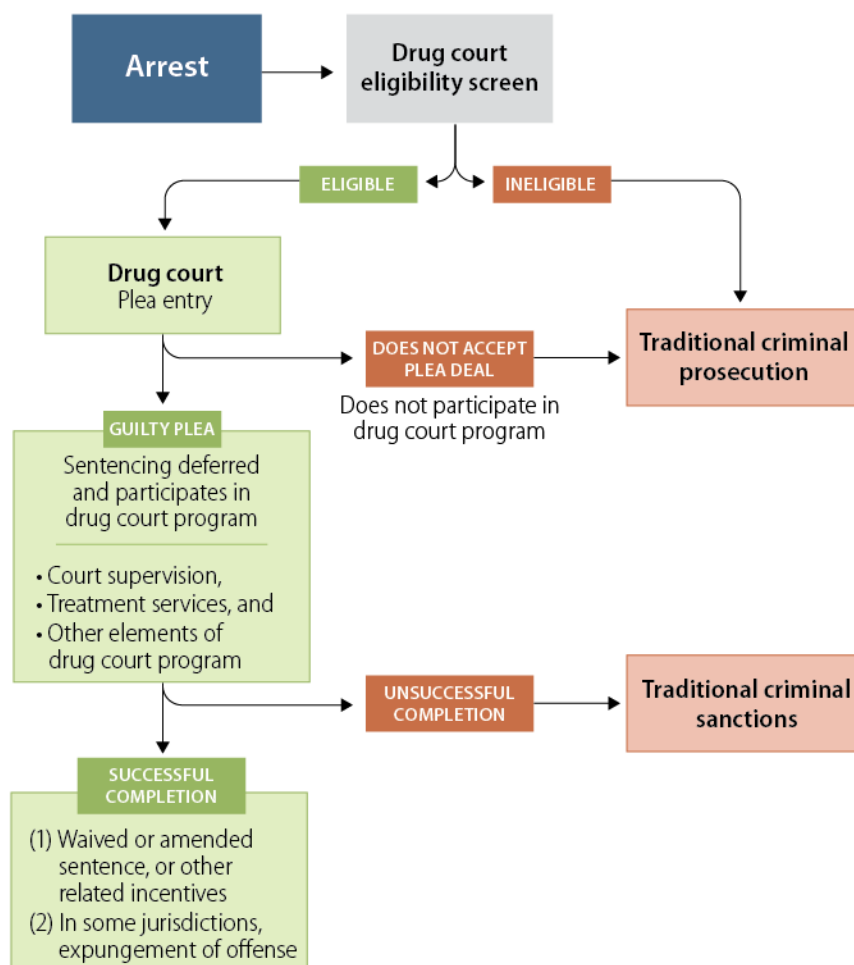 Arrest
Drug court
eligibility screen
ELIGIBLE
INELIGIBLE
Drug court
Plea entry
DOES NOT ACCEPT
PLEA DEAL
Does not participate in
drug court program
Traditional criminal
prosecution
GUILTY PLEA
Sentencing deferred
and participates in
drug court program
• Court supervision,
• Treatment services, and
• Other elements of
drug court program
UNSUCCESSFUL
COMPLETION
Traditional criminal
sanctions
SUCCESSFUL
COMPLETION
(1) Waived or amended
sentence, or other
related incentives
(2) In some jurisdictions,
expungement of offense